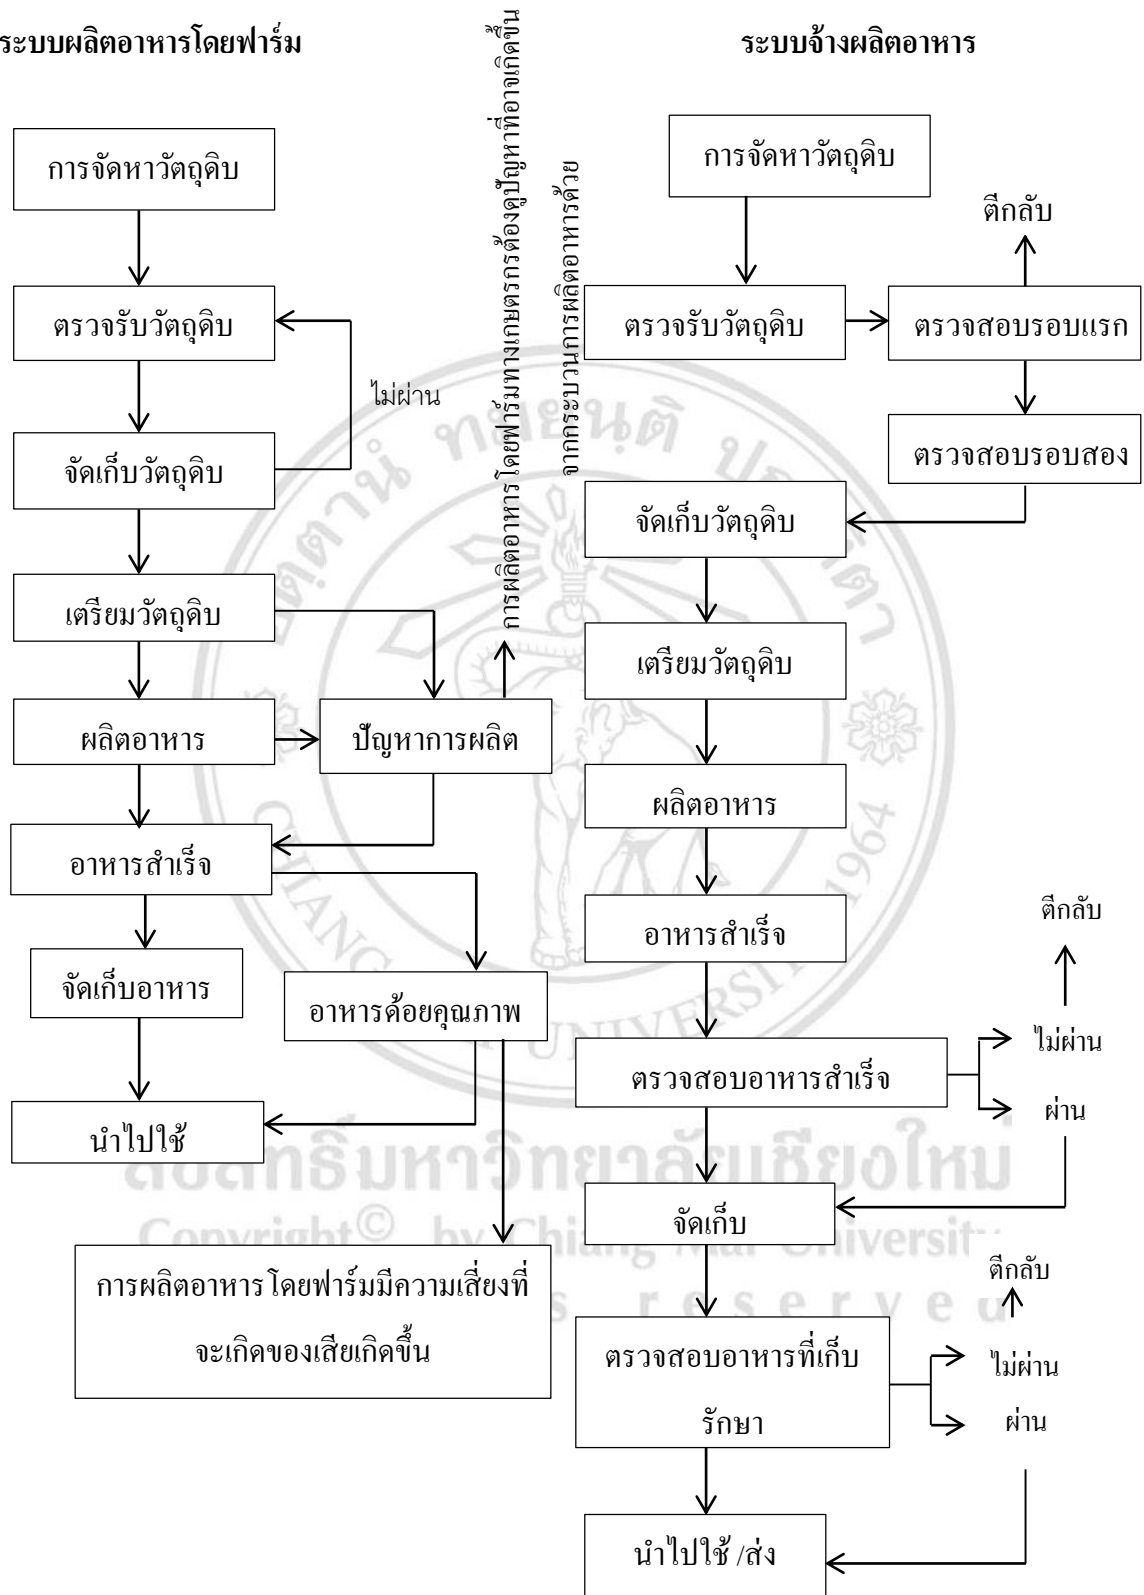 ระบบผลิตอาหารโดยฟาร์ม
การจัดหาวัตถุดิบ
ตรวจรับวัตถุดิบ
ไม่ผ่าน
จัดเก็บวัตถุดิบ
เตรียมวัตถุดิบ
ผลิตอาหาร
ปัญหาการผลิต
อาหารสำเร็จ
จัดเก็บอาหาร
อาหารด้อยคุณภาพ
นำไปใช้
การผลิตอาหารโดยฟาร์มมีความเสี่ยงที่
จะเกิดของเสียเกิดขึ้น
การผลิตอาหารโดยฟาร์มทางเกษตรกรต้องดูปัญหาที่อาจเกิดขึ้น
จากกระบวนการผลิตอาหารด้วย
ระบบจ้างผลิตอาหาร
การจัดหาวัตถุดิบ
ตีกลับ
ตรวจรับวัตถุดิบ
ตรวจสอบรอบแรก
ตรวจสอบรอบสอง
จัดเก็บวัตถุดิบ
เตรียมวัตถุดิบ
ผลิตอาหาร
อาหารสำเร็จ
ตีกลับ
ไม่ผ่าน
ตรวจสอบอาหารสำเร็จ
ผ่าน
จัดเก็บ
ตีกลับ
ตรวจสอบอาหารที่เก็บ
รักษา
ไม่ผ่าน
ผ่าน
นำไปใช้ /ส่ง
CHIANG MAI UNIVERSITY 1964
ลิขสิทธิ์มหาวิทยาลัยเชียงใหม่
Copyright© by Chiang Mai University
reserved